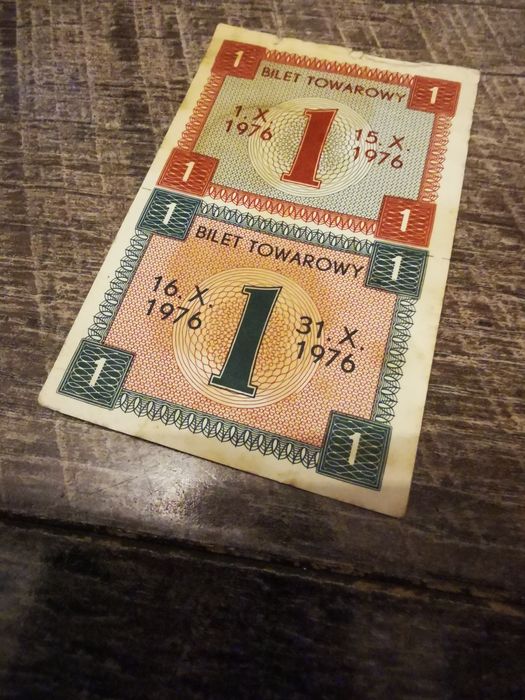 1 1
BILET TOWAROWY
1. X. 1976
1
15. X. 1976
1 1
1 1
BILET TOWAROWY
16. X. 1976
1
31. X. 1976
1 1